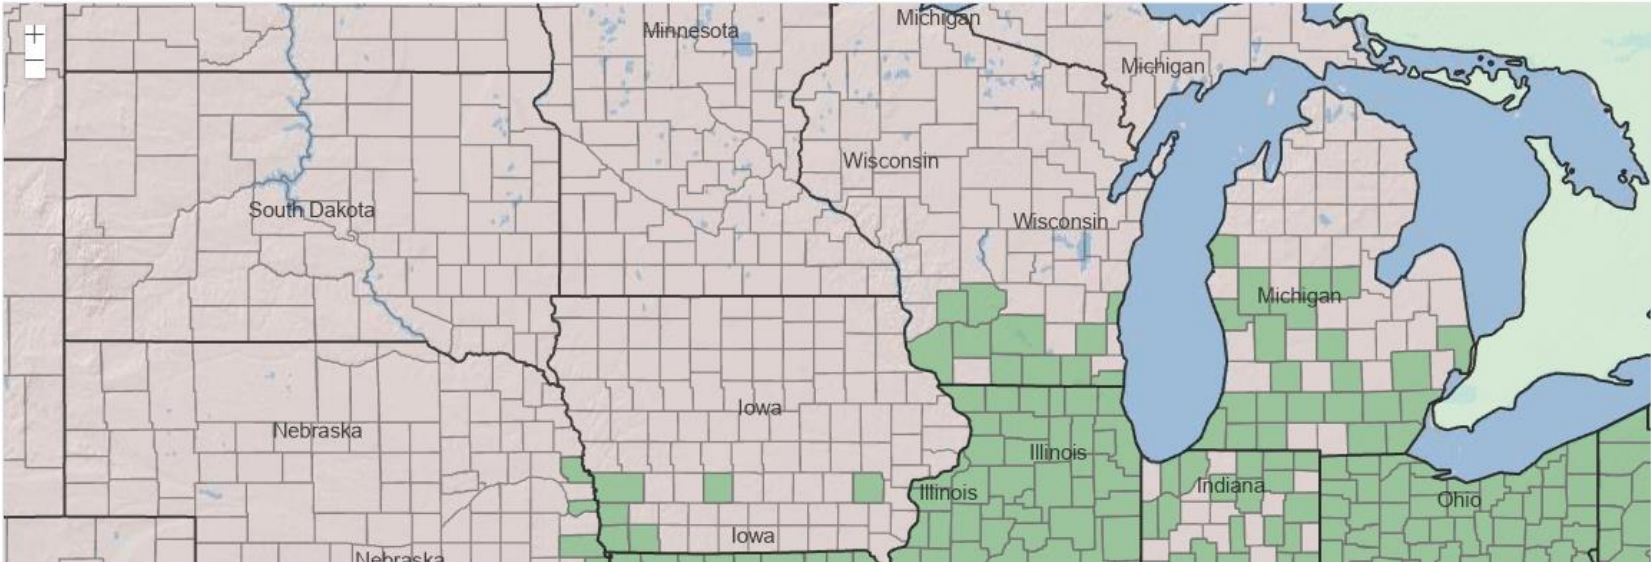 +
−
Minnesota
Michigan
Michigan
Wisconsin
South Dakota
Wisconsin
Michigan
Iowa
Nebraska
Illinois
Indiana
Illinois
Ohio
Iowa
Nebraska